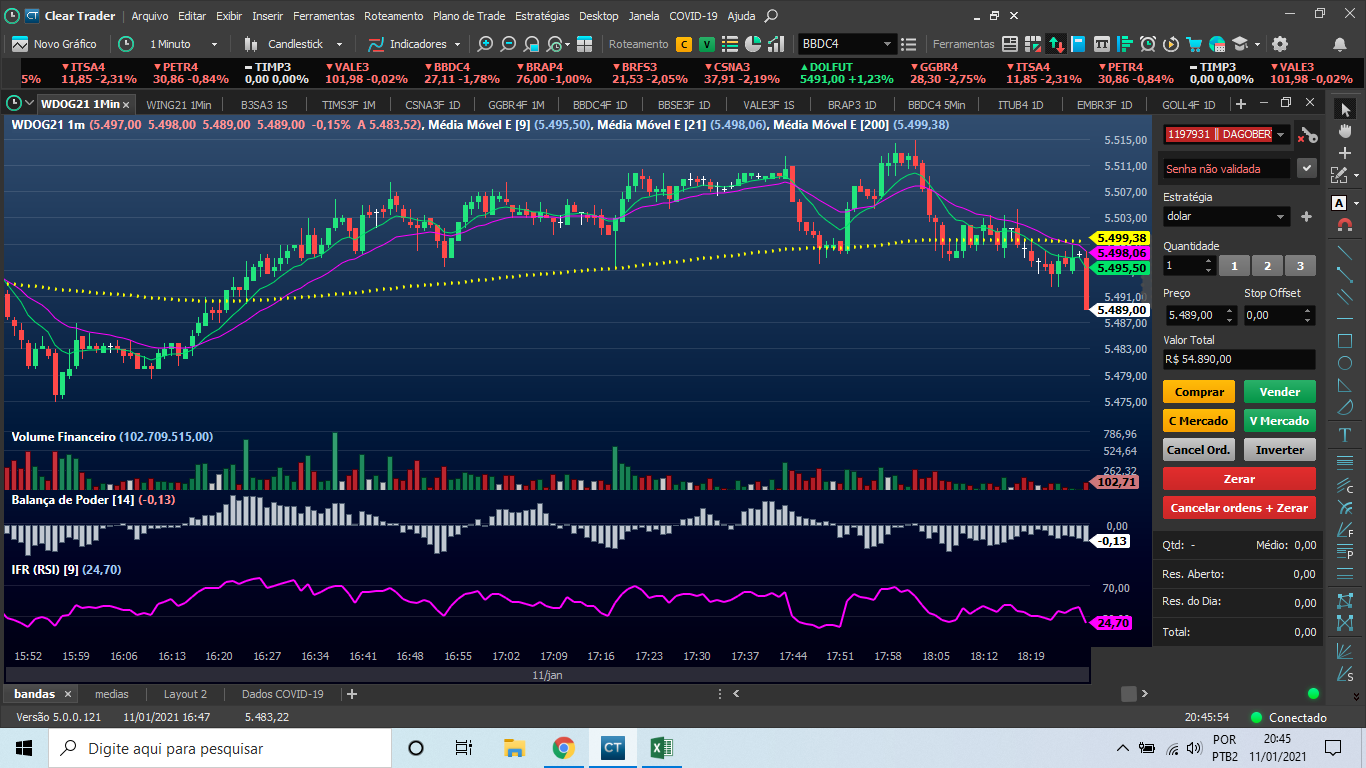 Clear Trader Arquivo Editar Exibir Inserir Ferramentas Roteamento Plano de Trade Estratégias Desktop Janela COVID-19 Ajuda
Novo Gráfico 1 Minuto Candlestick Indicadores Roteamento C V BBDC4 Ferramentas
ITSA4 PETR4 TIMP3 VALE3 BBDC4 BRAP4 BRFS3 CSNA3 DOLFUT GGBR4 ITSA4 PETR4 TIMP3 VALE3
5% 11,85 -2,31% 30,86 -0,84% 0,00 0,00% 101,98 -0,02% 27,11 -1,78% 76,00 -1,00% 21,53 -2,05% 37,91 -2,19% 5491,00 +1,23% 28,30 -2,75% 11,85 -2,31% 30,86 -0,84% 0,00 0,00% 101,98 -0,02%
WDOG21 1Min WING21 1Min B3SA3 1S TIMS3F 1M CSNA3F 1D GGBR4F 1M BBDC4F 1D BBSE3F 1D VALE3F 1S BRAP3 1D BBDC4 5Min ITUB4 1D EMBR3F 1D GOLL4F 1D
WDOG21 1m (5.497,00 5.498,00 5.489,00 5.489,00 -0,15% A 5.483,52), Média Móvel E [9] (5.495,50), Média Móvel E [21] (5.498,06), Média Móvel E [200] (5.499,38)
5.515,00
5.511,00
5.507,00
5.503,00
5.499,38
5.498,06
5.495,50
5.491,00
5.489,00
5.487,00
5.483,00
5.479,00
5.475,00
Volume Financeiro (102.709.515,00)
786,96
524,64
262,32
102,71
Balança de Poder [14] (-0,13)
0,00
-0,13
IFR (RSI) [9] (24,70)
70,00
24,70
15:52 15:59 16:06 16:13 16:20 16:27 16:34 16:41 16:48 16:55 17:02 17:09 17:16 17:23 17:30 17:37 17:44 17:51 17:58 18:05 18:12 18:19
11/jan
1197931 DAGOBER
Senha não validada
Estratégia
dolar
Quantidade
1 1 2 3
Preço Stop Offset
5.489,00 0,00
Valor Total
R$ 54.890,00
Comprar Vender
C Mercado V Mercado
Cancel Ord. Inverter
Zerar
Cancelar ordens + Zerar
Qtd: - Médio: 0,00
Res. Aberto: 0,00
Res. do Dia: 0,00
Total: 0,00
A
T
C
F
P
S
bandas medias Layout 2 Dados COVID-19
Versão 5.0.0.121 11/01/2021 16:47 5.483,22 20:45:54 Conectado
Digite aqui para pesquisar
CT
POR 20:45
PTB2 11/01/2021